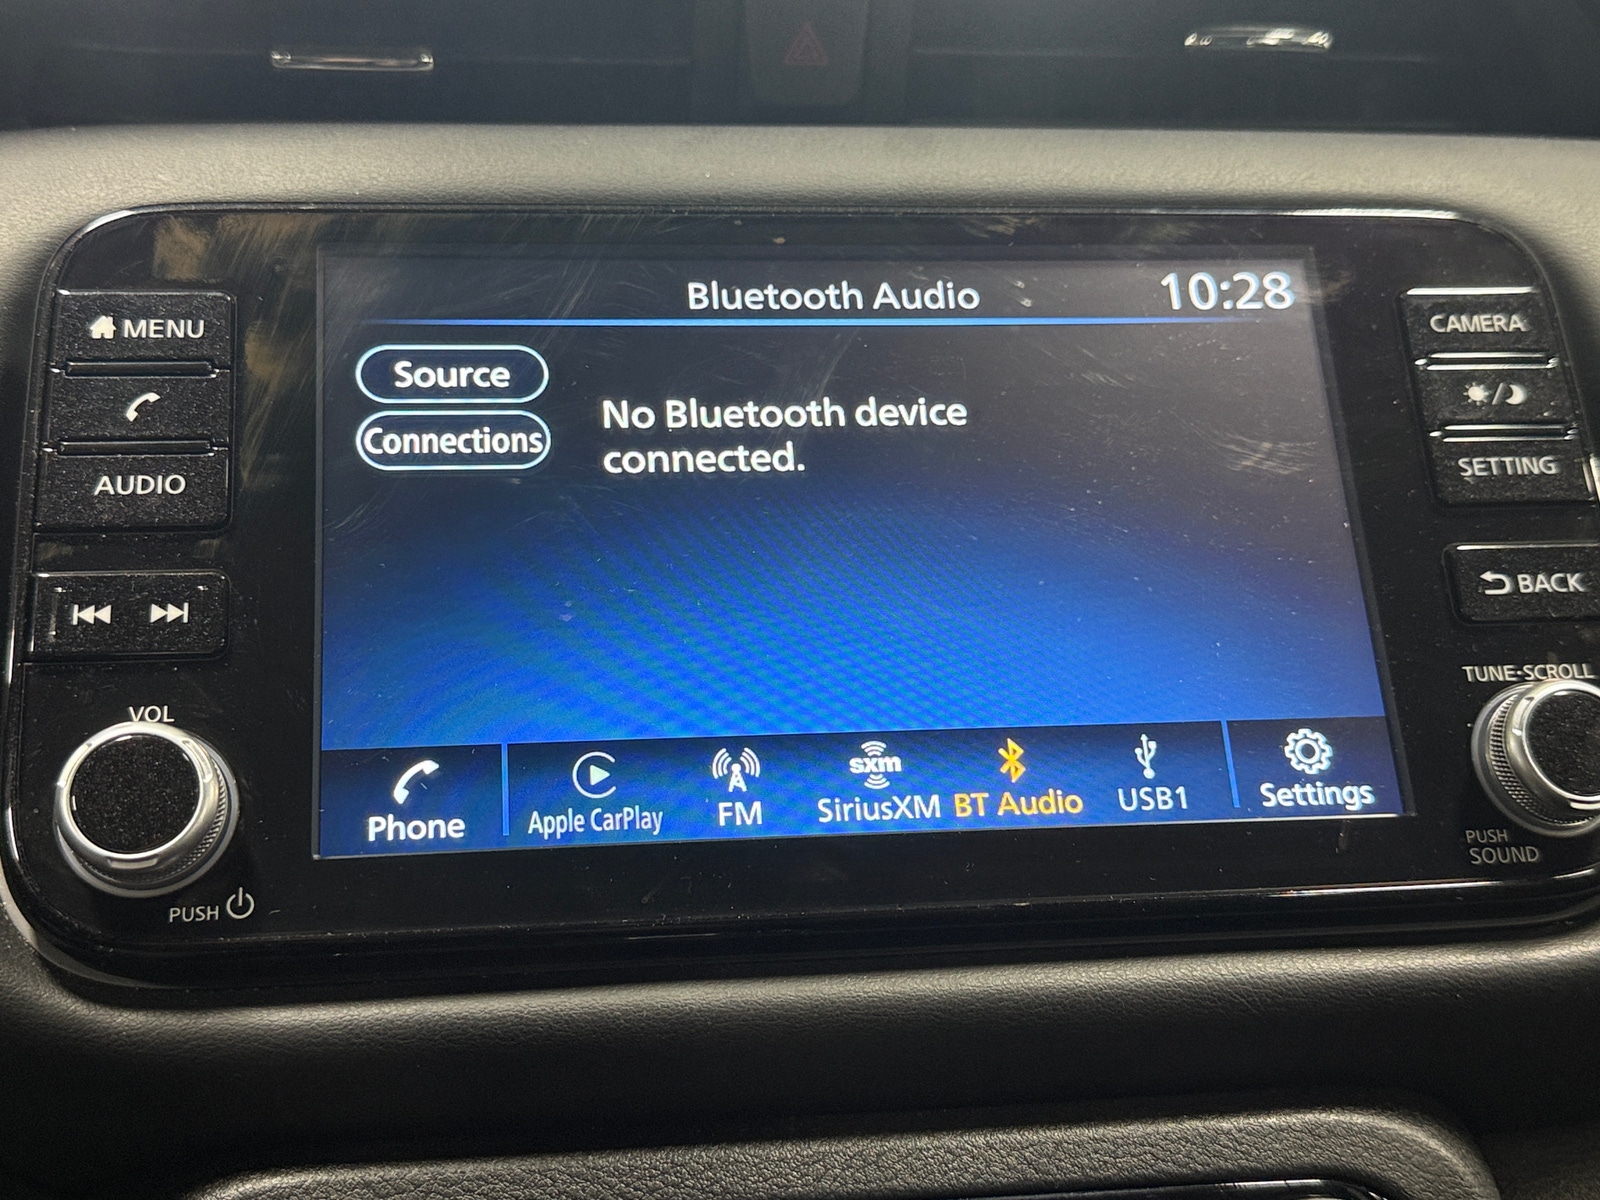 MENU
AUDIO
VOL
PUSH
Bluetooth Audio
10:28
Source
Connections
No Bluetooth device
connected.
Phone
Apple CarPlay
FM
sxm
SiriusXM
BT Audio
USB1
Settings
CAMERA
SETTING
BACK
TUNE•SCROLL
PUSH
SOUND